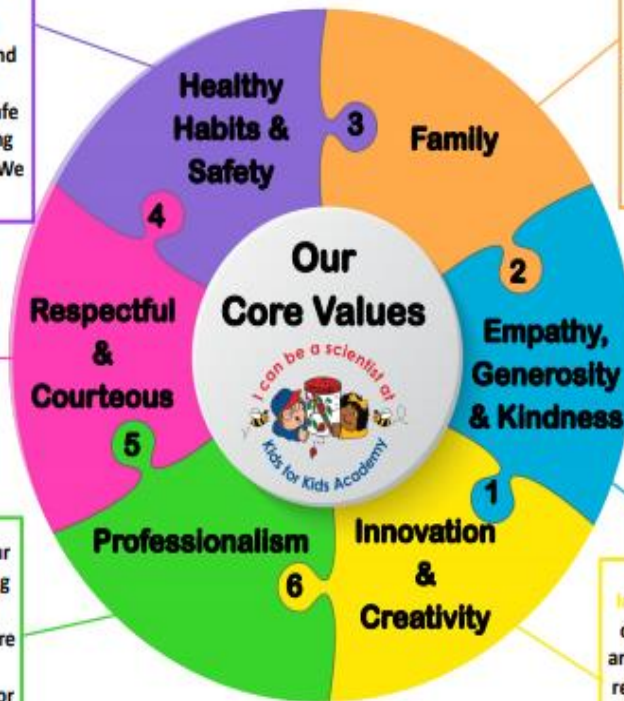 Healthy
Habits &
Safety
3
Family
4
2
Our
Core Values
I can be a scientist at
Kids for Kids Academy
Respectful
&
Courteous
Empathy,
Generosity
& Kindness
5
1
Professionalism
Innovation
&
Creativity
6
We